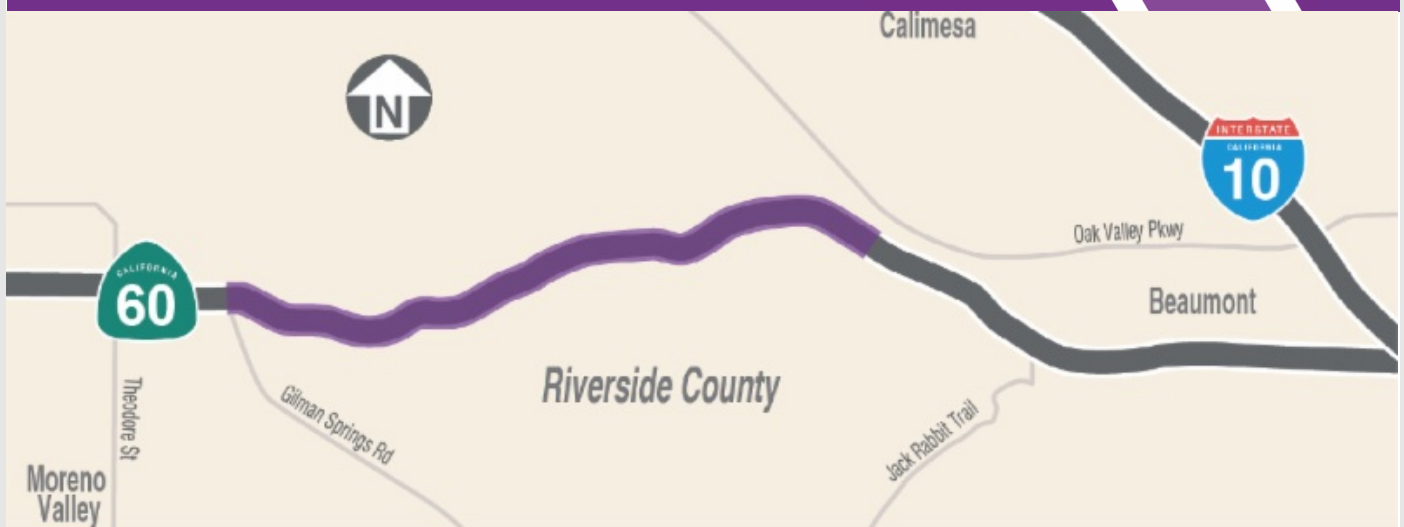 Calimesa
N
INTERSTATE
CALIFORNIA
10
Oak Valley Pkwy
CALIFORNIA
60
Beaumont
Riverside County
Theodore St
Gilman Springs Rd
Jack Rabbit Trail
Moreno
Valley